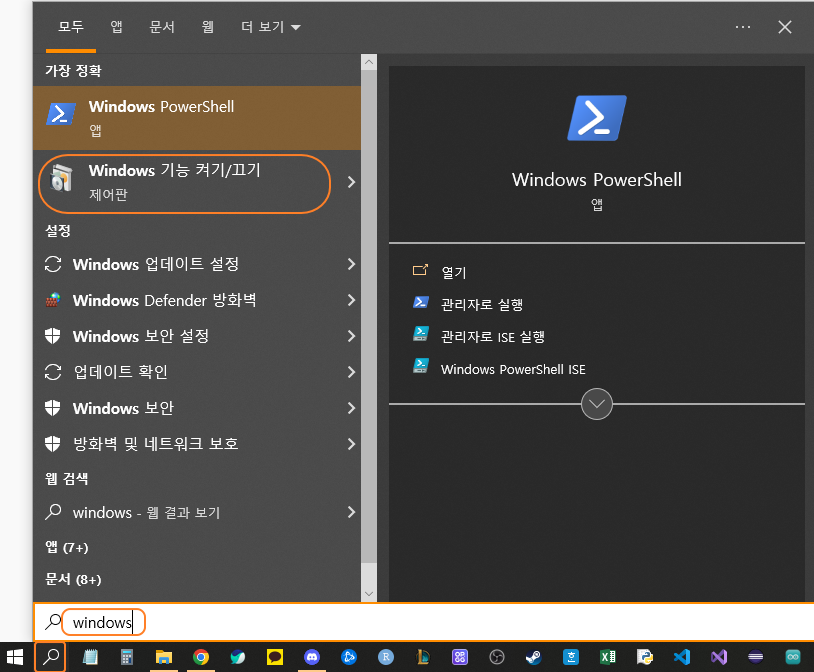 모두 앱 문서 웹 더 보기 ...
가장 정확
Windows PowerShell
앱
Windows 기능 켜기/끄기
제어판
설정
Windows 업데이트 설정
Windows Defender 방화벽
Windows 보안 설정
업데이트 확인
Windows 보안
방화벽 및 네트워크 보호
웹 검색
windows - 웹 결과 보기
앱 (7+)
문서 (8+)
windows
Windows PowerShell
앱
열기
관리자로 실행
관리자로 ISE 실행
Windows PowerShell ISE